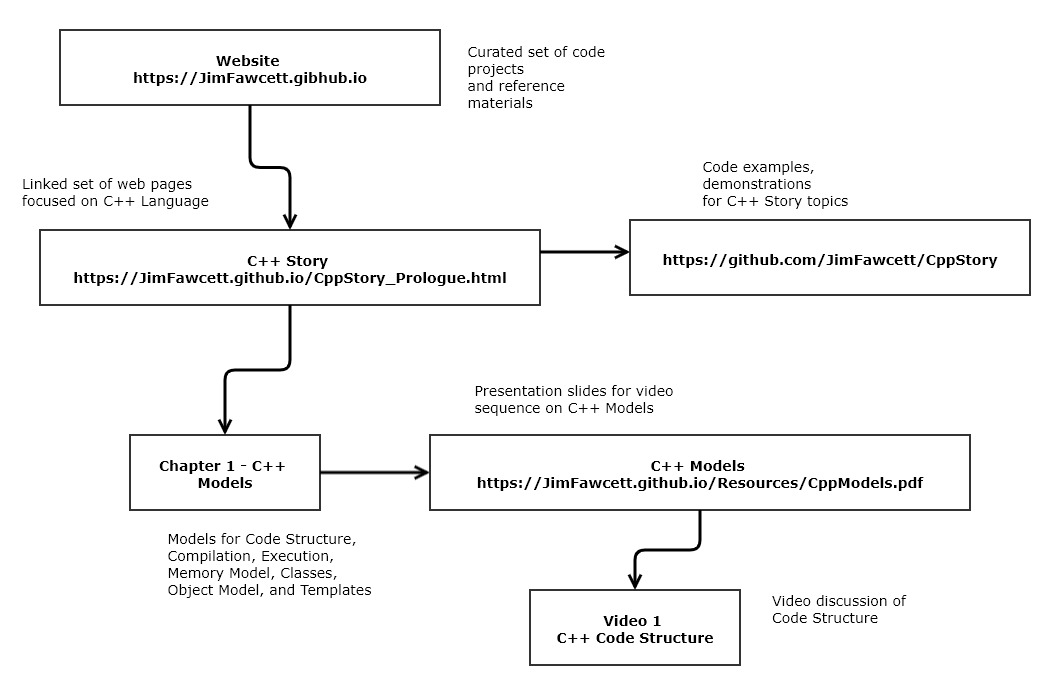 Website
https://JimFawcett.gibhub.io
Curated set of code
projects
and reference
materials
Linked set of web pages
focused on C++ Language
Code examples,
demonstrations
for C++ Story topics
C++ Story
https://JimFawcett.github.io/CppStory_Prologue.html
https://github.com/JimFawcett/CppStory
Presentation slides for video
sequence on C++ Models
Chapter 1 - C++
Models
C++ Models
https://JimFawcett.github.io/Resources/CppModels.pdf
Models for Code Structure,
Compilation, Execution,
Memory Model, Classes,
Object Model, and Templates
Video 1
C++ Code Structure
Video discussion of
Code Structure